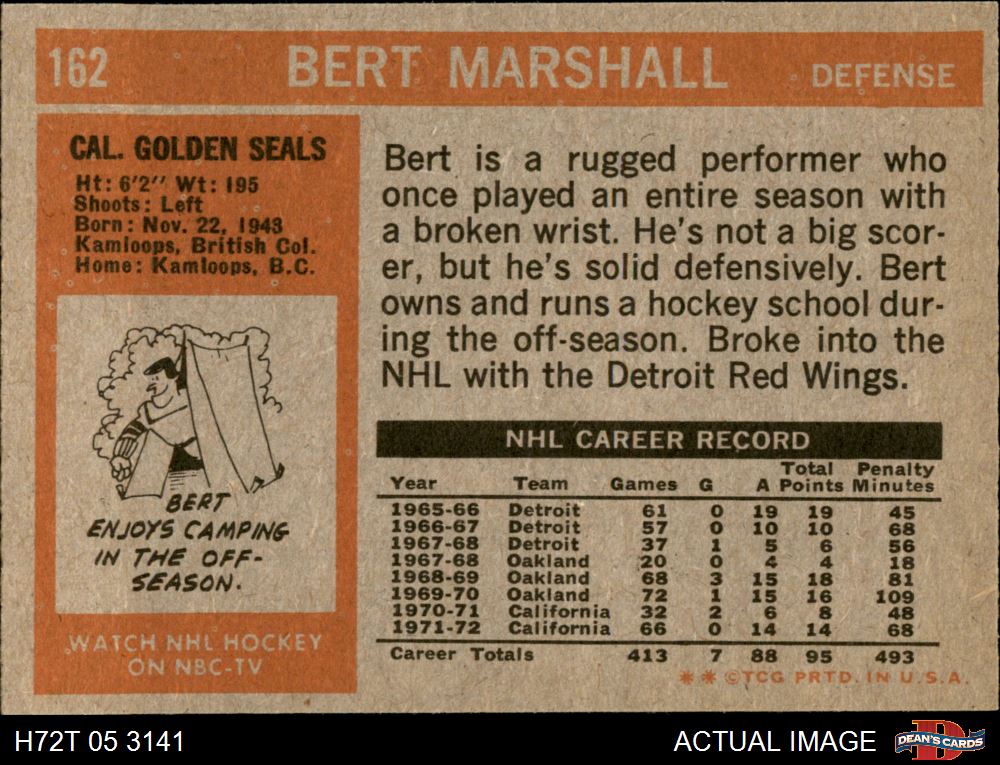 162 BERT MARSHALL DEFENSE
CAL. GOLDEN SEALS
Ht: 6'2'' Wt: 195
Shoots: Left
Born: Nov. 22, 1943
Kamloops, British Col.
Home: Kamloops, B.C.
BERT
ENJOYS CAMPING
IN THE OFF-
SEASON.
WATCH NHL HOCKEY
ON NBC-TV
Bert is a rugged performer who
once played an entire season with
a broken wrist. He's not a big scor-
er, but he's solid defensively. Bert
owns and runs a hockey school dur-
ing the off-season. Broke into the
NHL with the Detroit Red Wings.
NHL CAREER RECORD
Year Team Games G A Total Points Penalty Minutes
1965-66 Detroit 61 0 19 19 45
1966-67 Detroit 57 0 10 10 68
1967-68 Detroit 37 1 5 6 56
1967-68 Oakland 20 0 4 4 18
1968-69 Oakland 68 3 15 18 81
1969-70 Oakland 72 1 15 16 109
1970-71 California 32 2 6 8 48
1971-72 California 66 0 14 14 68
Career Totals 413 7 88 95 493
** ©TCG PRTD. IN U.S.A.
H72T 05 3141 ACTUAL IMAGE DEAN'S CARDS